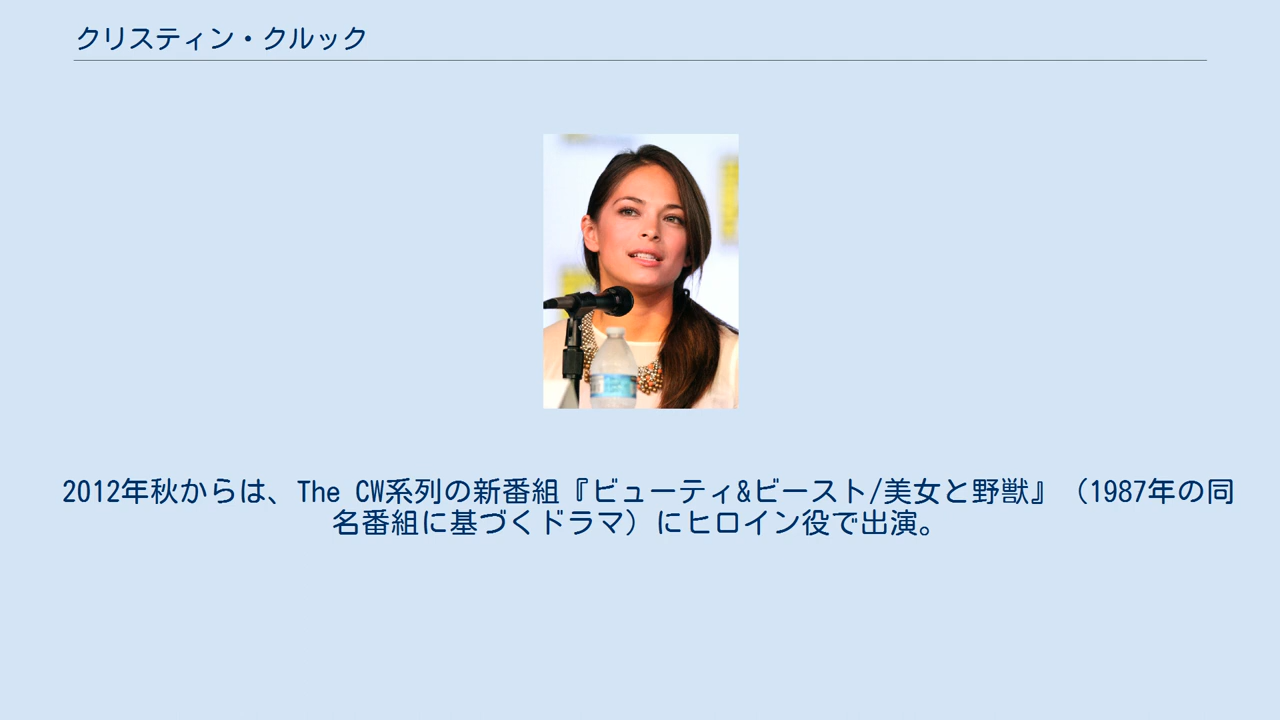 クリスティン・クルック
2012年秋からは、The CW系列の新番組『ビューティ&ビースト/美女と野獣』（1987年の同
名番組に基づくドラマ）にヒロイン役で出演。